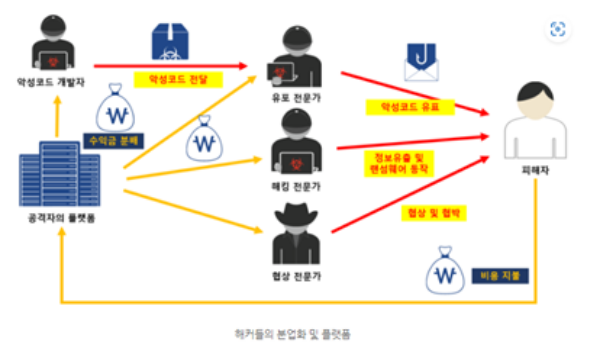 악성코드 개발자
악성코드 전달
유포 전문가
악성코드 유포
수익금 분배
공격자의 플랫폼
해킹 전문가
정보유출 및
랜섬웨어 동작
피해자
협상 및 협박
협상 전문가
비용 지불
해커들의 본업화 및 플랫폼